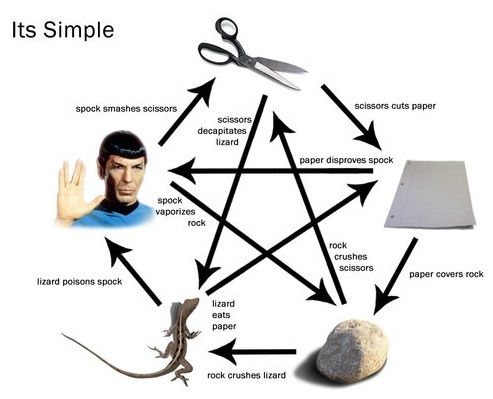 Its Simple
spock smashes scissors
scissors cuts paper
scissors
decapitates
lizard
paper disproves spock
spock
vaporizes
rock
rock
crushes
scissors
paper covers rock
lizard poisons spock
lizard
eats
paper
rock crushes lizard